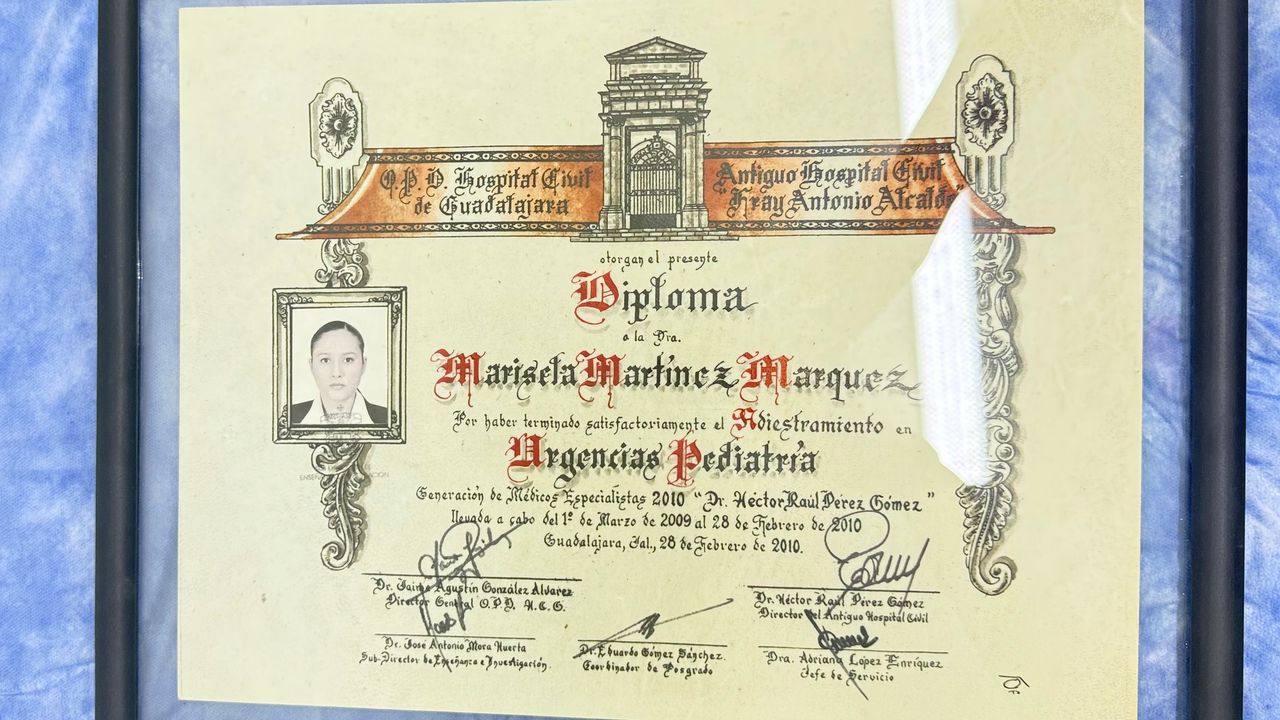 O.P.D. Hospital Civil
de Guadalajara
Antiguo Hospital Civil
"Fray Antonio Alcalde"
otorgan el presente
Diploma
a la Dra.
Marisela Martínez Marquez
Por haber terminado satisfactoriamente el Adiestramiento en
Urgencias Pediatría
Generación de Médicos Especialistas 2010 "Dr. Héctor Raúl Pérez Gómez"
llevada a cabo del 1º de Marzo de 2009 al 28 de Febrero de 2010
Guadalajara, Jal., 28 de Febrero de 2010.
Dr. Jaime Agustín González Alvarez
Director General O.P.D. H.C.G.
Dr. Héctor Raúl Pérez Gómez
Director del Antiguo Hospital Civil
Dr. José Antonio Mora Huerta
Sub-Director de Enseñanza e Investigación
Dr. Eduardo Gómez Sánchez
Coordinador de Posgrado
Dra. Adriana López Enríquez
Jefe de Servicio